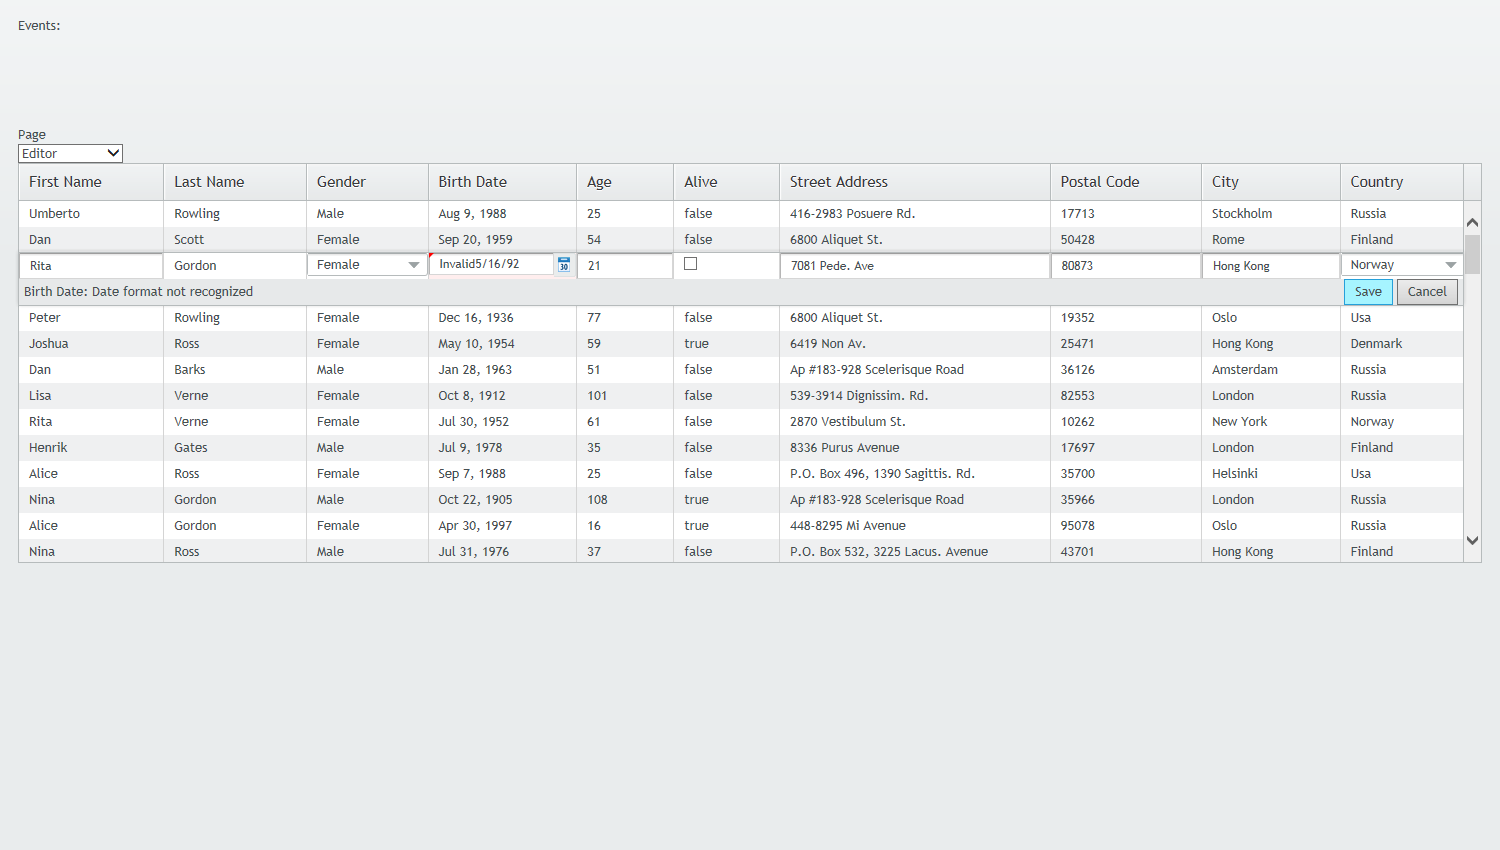 Events:
Page
Editor
First Name Last Name Gender Birth Date Age Alive Street Address Postal Code City Country
Umberto Rowling Male Aug 9, 1988 25 false 416-2983 Posuere Rd. 17713 Stockholm Russia
Dan Scott Female Sep 20, 1959 54 false 6800 Aliquet St. 50428 Rome Finland
Rita Gordon Female Invalid5/16/92 30 21 7081 Pede. Ave 80873 Hong Kong Norway
Birth Date: Date format not recognized Save Cancel
Peter Rowling Female Dec 16, 1936 77 false 6800 Aliquet St. 19352 Oslo Usa
Joshua Ross Female May 10, 1954 59 true 6419 Non Av. 25471 Hong Kong Denmark
Dan Barks Male Jan 28, 1963 51 false Ap #183-928 Scelerisque Road 36126 Amsterdam Russia
Lisa Verne Female Oct 8, 1912 101 false 539-3914 Dignissim. Rd. 82553 London Russia
Rita Verne Female Jul 30, 1952 61 false 2870 Vestibulum St. 10262 New York Norway
Henrik Gates Male Jul 9, 1978 35 false 8336 Purus Avenue 17697 London Finland
Alice Ross Female Sep 7, 1988 25 false P.O. Box 496, 1390 Sagittis. Rd. 35700 Helsinki Usa
Nina Gordon Male Oct 22, 1905 108 true Ap #183-928 Scelerisque Road 35966 London Russia
Alice Gordon Female Apr 30, 1997 16 true 448-8295 Mi Avenue 95078 Oslo Russia
Nina Ross Male Jul 31, 1976 37 false P.O. Box 532, 3225 Lacus. Avenue 43701 Hong Kong Finland